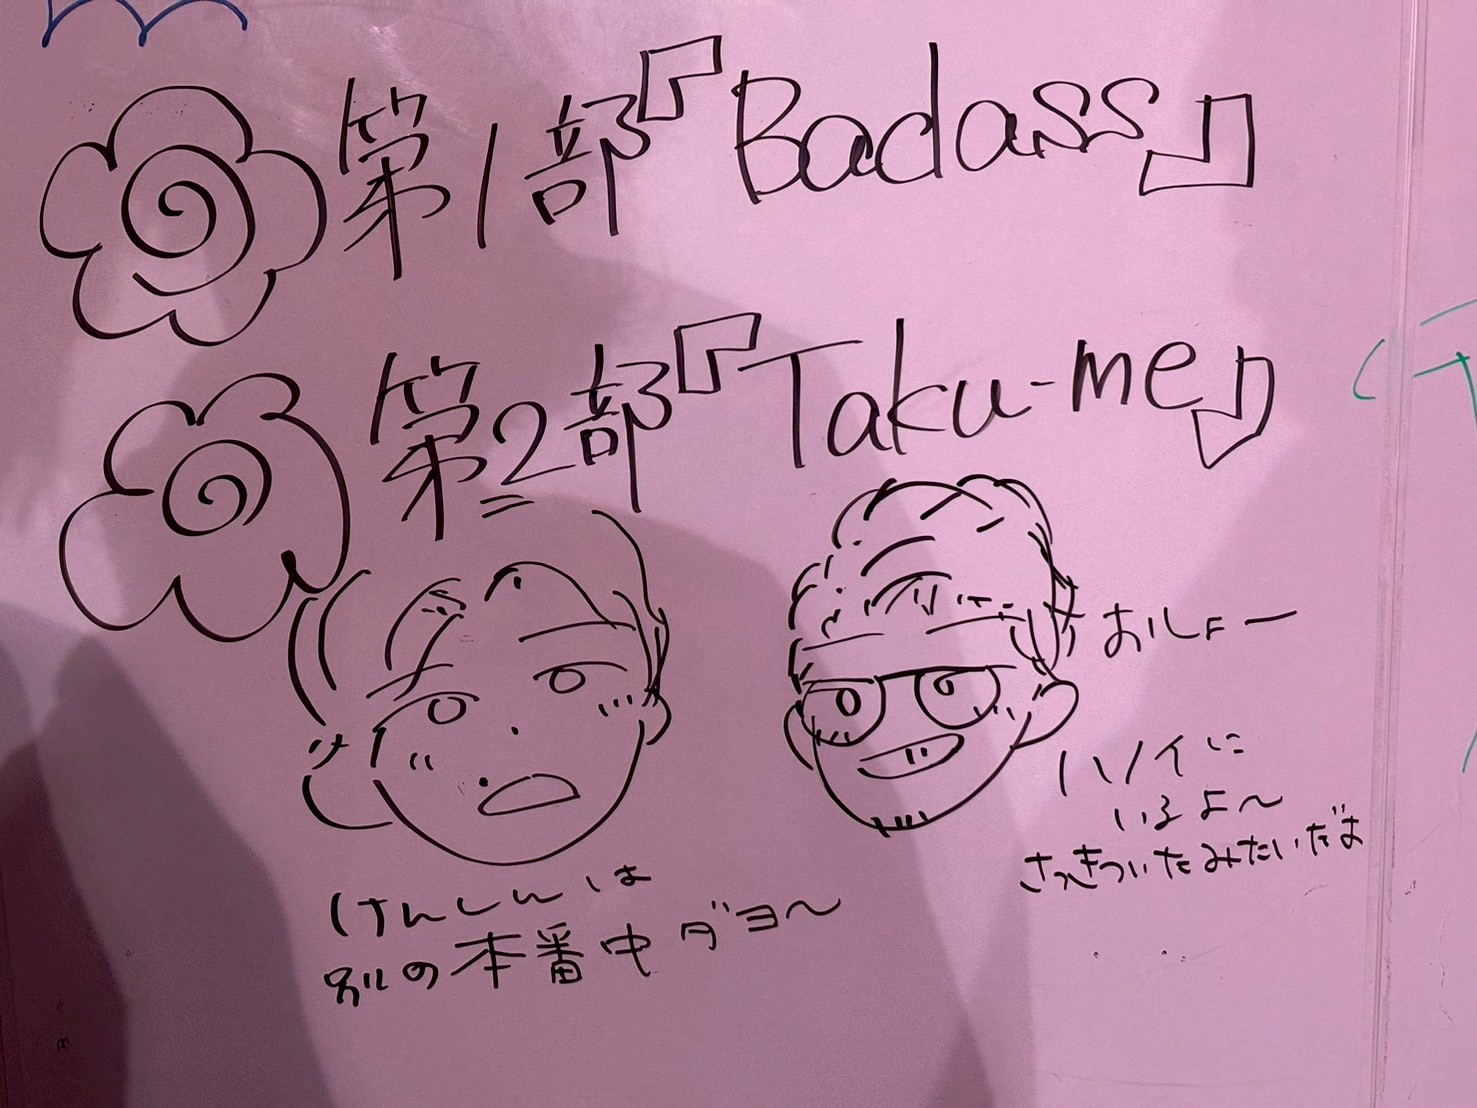 第1部『Badass』
第2部『Taku-me』
おしょー
ハノイに
いるよ〜
さっきついたみたいだよ
けんしんは
別の本番中ダヨ〜